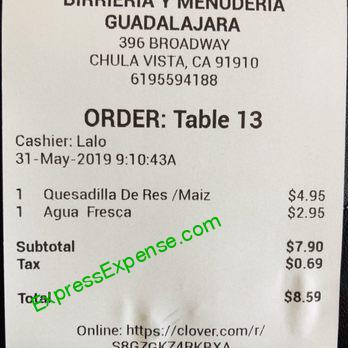 BIRRIERIA Y MENUDERIA
GUADALAJARA
396 BROADWAY
CHULA VISTA, CA 91910
6195594188
ORDER: Table 13
Cashier: Lalo
31-May-2019 9:10:43A
1 Quesadilla De Res /Maiz $4.95
1 Agua Fresca $2.95
Subtotal $7.90
Tax $0.69
Total $8.59
ExpressExpense.com
Online: https://clover.com/r/